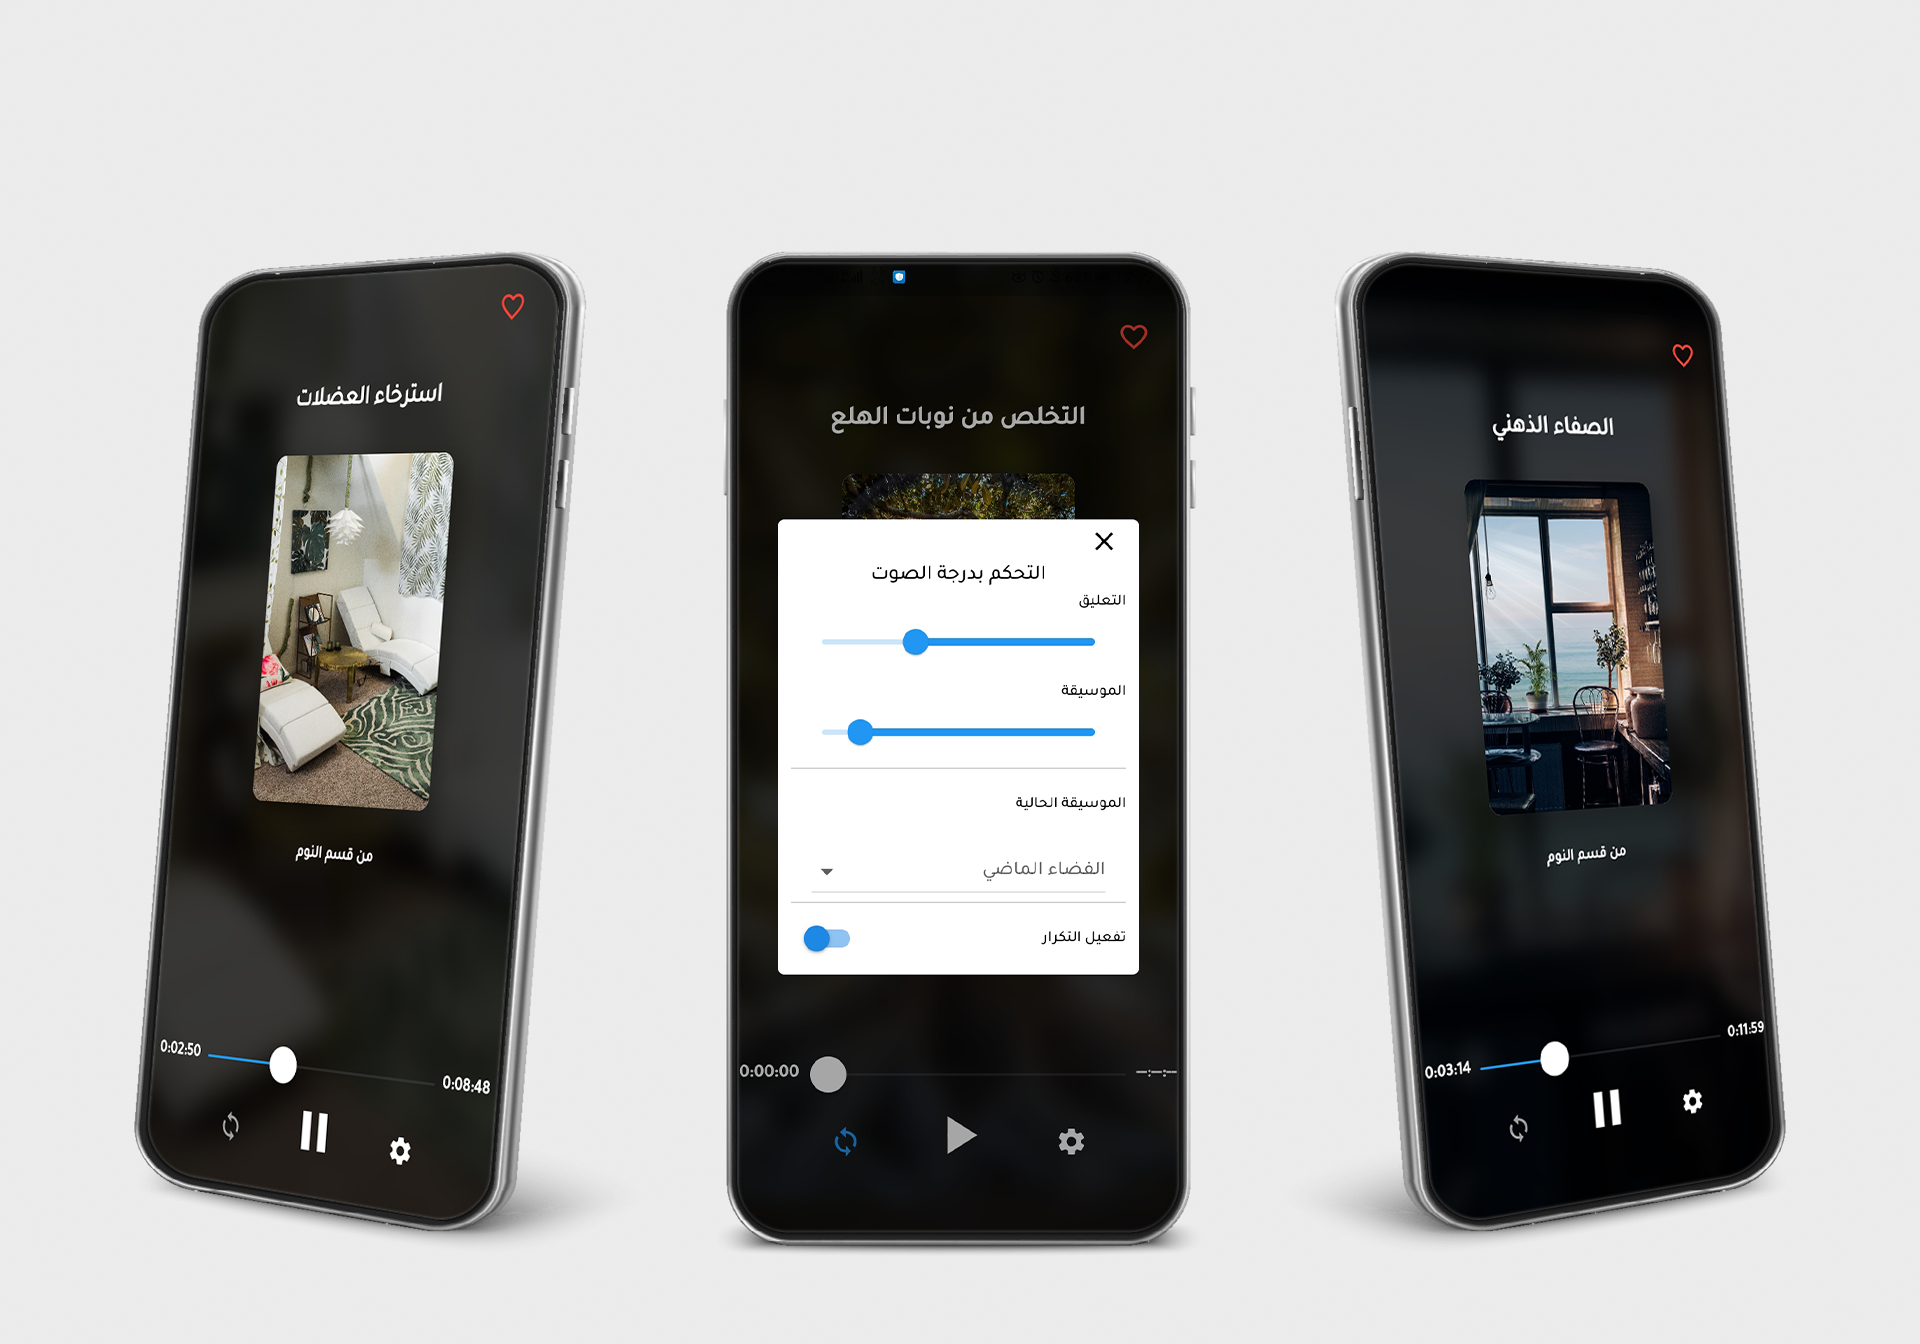 استرخاء العضلات
من قسم النوم
0:02:50
0:08:48
التخلص من نوبات الهلع
التحكم بدرجة الصوت
التعليق
الموسيقة
الموسيقة الحالية
الفضاء الماضي
تفعيل التكرار
0:00:00
--:--
الصفاء الذهني
من قسم النوم
0:03:14
0:11:59